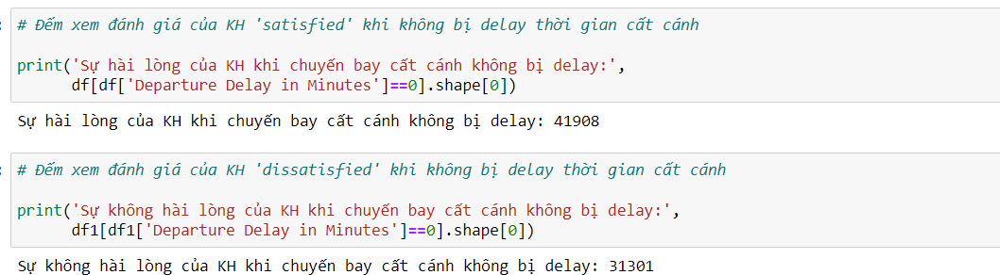 # Đếm xem đánh giá của KH 'satisfied' khi không bị delay thời gian cất cánh
print('Sự hài lòng của KH khi chuyến bay cất cánh không bị delay:',
df[df['Departure Delay in Minutes']==0].shape[0])
Sự hài lòng của KH khi chuyến bay cất cánh không bị delay: 41908
# Đếm xem đánh giá của KH 'dissatisfied' khi không bị delay thời gian cất cánh
print('Sự không hài lòng của KH khi chuyến bay cất cánh không bị delay:',
df1[df1['Departure Delay in Minutes']==0].shape[0])
Sự không hài lòng của KH khi chuyến bay cất cánh không bị delay: 31301